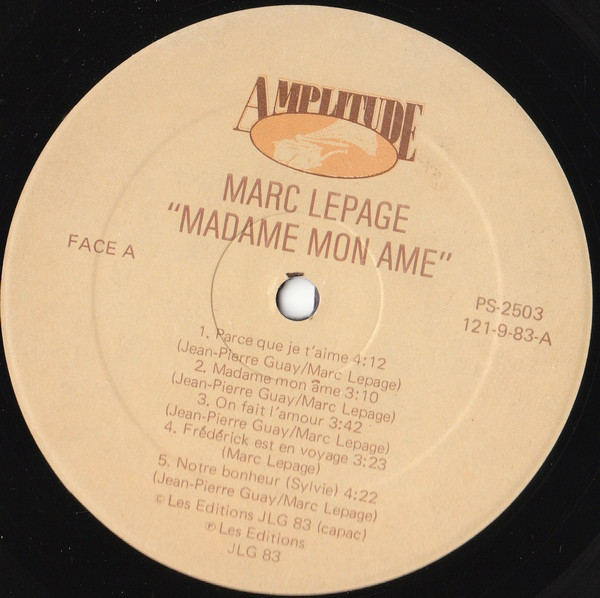 AMPLITUDE
MARC LEPAGE
"MADAME MON AME"
FACE A
PS-2503
121-9-83-A
1. Parce que je t'aime 4:12
(Jean-Pierre Guay/Marc Lepage)
2. Madame mon âme 3:10
(Jean-Pierre Guay/Marc Lepage)
3. On fait l'amour 3:42
(Jean-Pierre Guay/Marc Lepage)
4. Frédérick est en voyage 3:23
(Marc Lepage)
5. Notre bonheur (Sylvie) 4:22
(Jean-Pierre Guay/Marc Lepage)
© Les Editions JLG 83 (capac)
℗ Les Editions
JLG 83